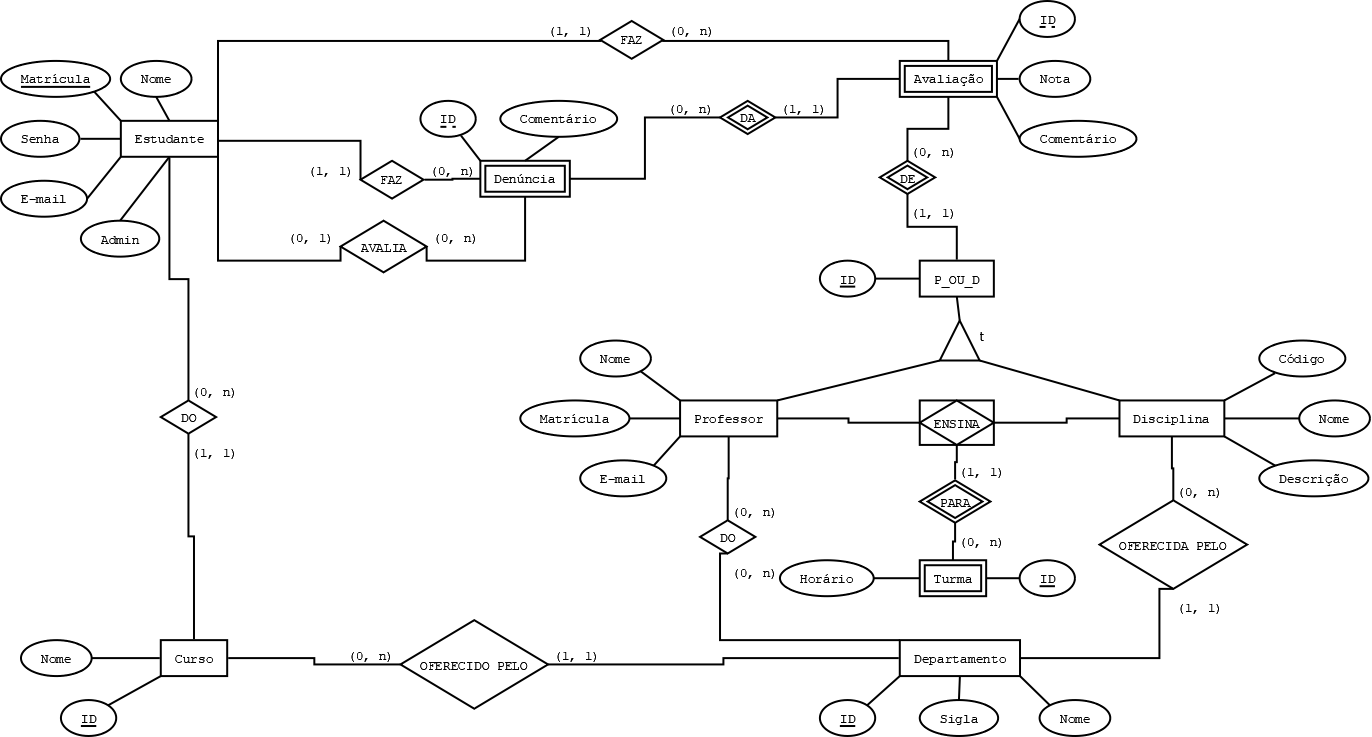 ID
(1, 1)
FAZ
(0, n)
Matrícula
Nome
Avaliação
Nota
(0, n)
DA
(1, 1)
ID
Comentário
Senha
Estudante
Comentário
(0, n)
(1, 1)
FAZ
(0, n)
Denúncia
DE
E-mail
(1, 1)
Admin
(0, 1)
AVALIA
(0, n)
ID
P_OU_D
t
Nome
Código
(0, n)
DO
Matrícula
Professor
ENSINA
Disciplina
Nome
(1, 1)
(1, 1)
E-mail
Descrição
(0, n)
PARA
(0, n)
DO
(0, n)
OFERECIDA PELO
(0, n)
Horário
Turma
ID
(1, 1)
Nome
Curso
(0, n)
OFERECIDO PELO
(1, 1)
Departamento
ID
ID
Sigla
Nome